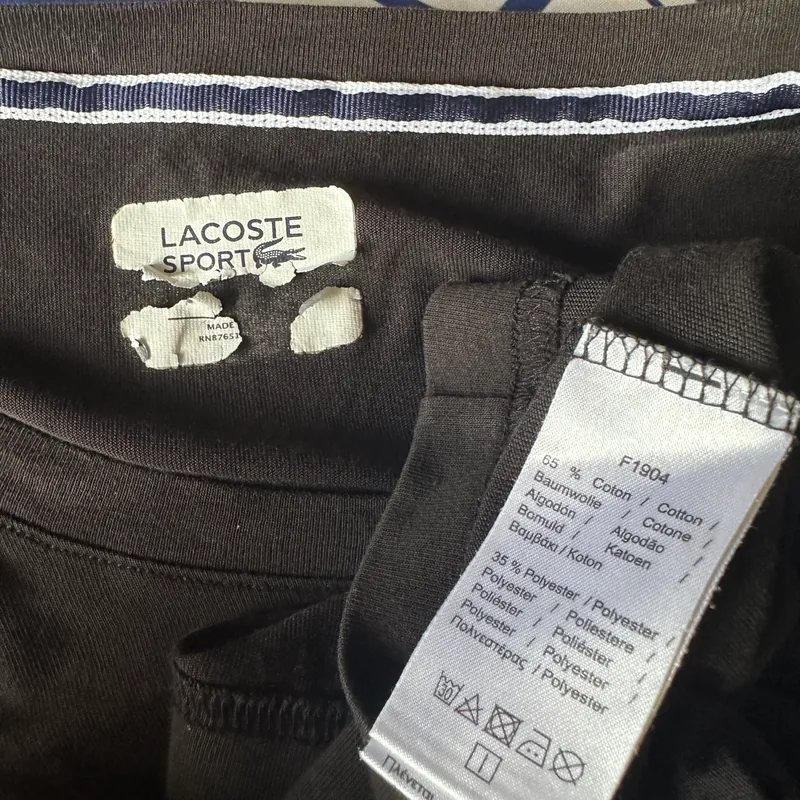 LACOSTE
SPORT
MADE
RN87651
F1904
65 % Coton / Cotton /
Baumwolle / Cotone /
Algodón / Algodão /
Bomuld / Katoen /
Βαμβάκι / Koton
35 % Polyester / Polyester /
Polyester / Poliestere /
Poliéster / Poliéster /
Polyester / Polyester /
Πολυεστέρας / Polyester
30
Πλένεται